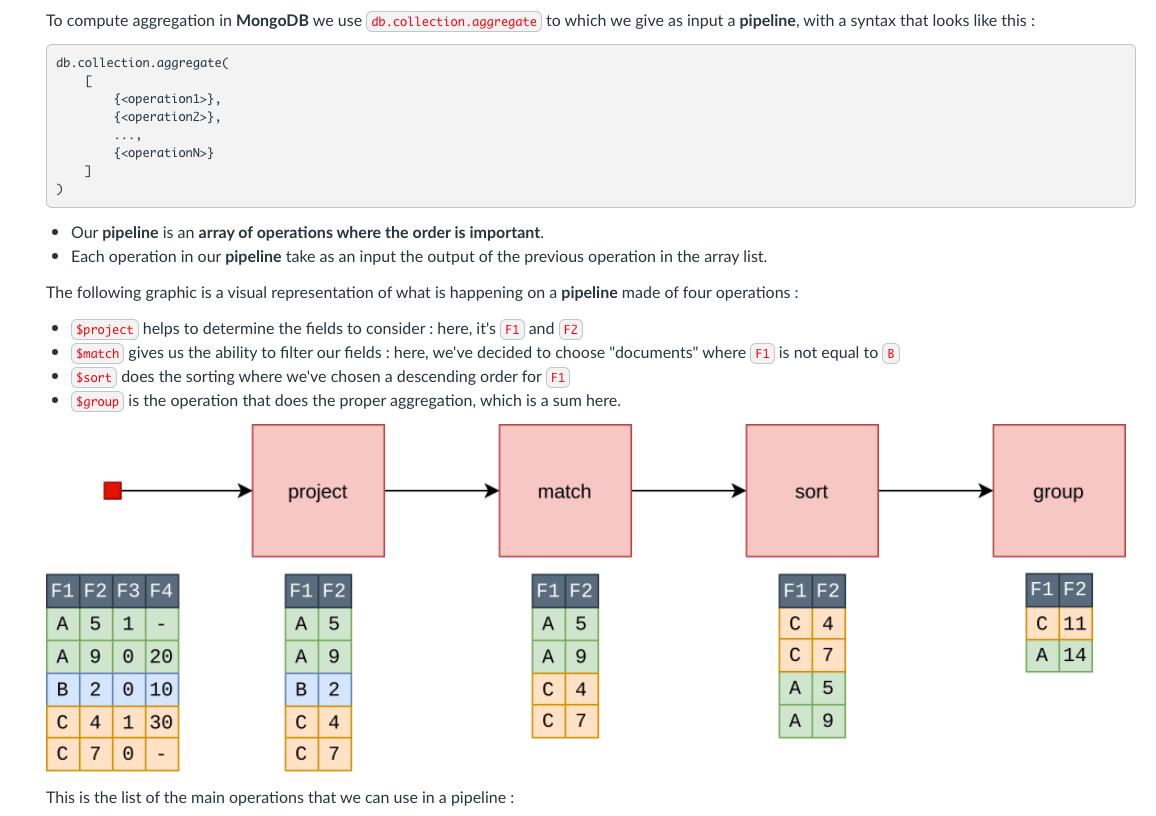 To compute aggregation in MongoDB we use db.collection.aggregate to which we give as input a pipeline, with a syntax that looks like this :
db.collection.aggregate(
[
{<operation1>},
{<operation2>},
...,
{<operationN>}
]
)
Our pipeline is an array of operations where the order is important.
Each operation in our pipeline take as an input the output of the previous operation in the array list.
The following graphic is a visual representation of what is happening on a pipeline made of four operations :
$project helps to determine the fields to consider : here, it's F1 and F2
$match gives us the ability to filter our fields : here, we've decided to choose "documents" where F1 is not equal to B
$sort does the sorting where we've chosen a descending order for F1
$group is the operation that does the proper aggregation, which is a sum here.
project match sort group
F1 F2 F3 F4
A 5 1 -
A 9 0 20
B 2 0 10
C 4 1 30
C 7 0 -
F1 F2
A 5
A 9
B 2
C 4
C 7
F1 F2
A 5
A 9
C 4
C 7
F1 F2
C 4
C 7
A 5
A 9
F1 F2
C 11
A 14
This is the list of the main operations that we can use in a pipeline :